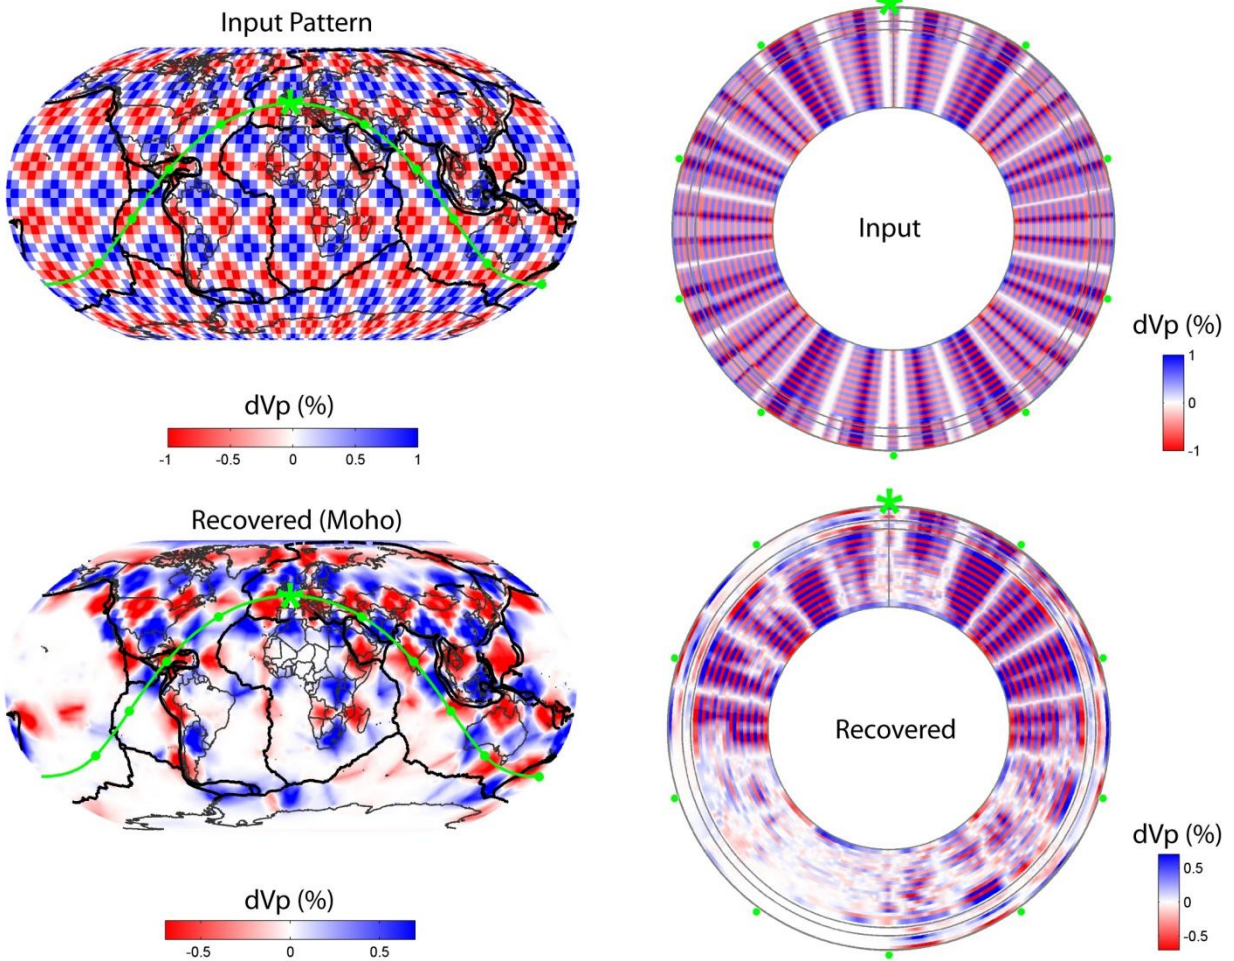 Input Pattern
Input
dVp (%)
1
0
-1
dVp (%)
-1
-0.5
0
0.5
1
Recovered (Moho)
Recovered
dVp (%)
0.5
0
-0.5
dVp (%)
-0.5
0
0.5